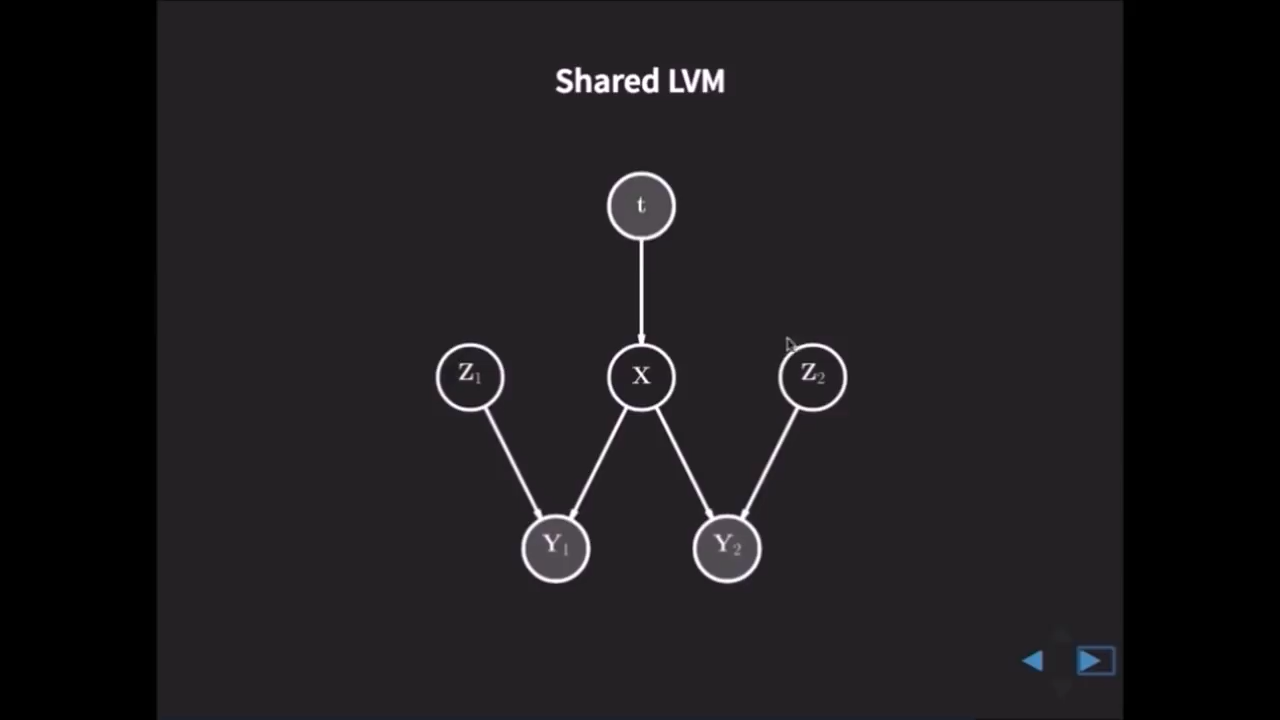 Shared LVM
t
Z₁ X Z₂
Y₁ Y₂